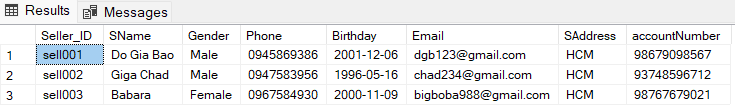 Results Messages
Seller_ID SName Gender Phone Birthday Email SAddress accountNumber
1 sell001 Do Gia Bao Male 0945869386 2001-12-06 dgb123@gmail.com HCM 98679098567
2 sell002 Giga Chad Male 0947583956 1996-05-16 chad234@gmail.com HCM 93748596712
3 sell003 Babara Female 0967584930 2000-11-09 bigboba988@gmail.com HCM 98767679021